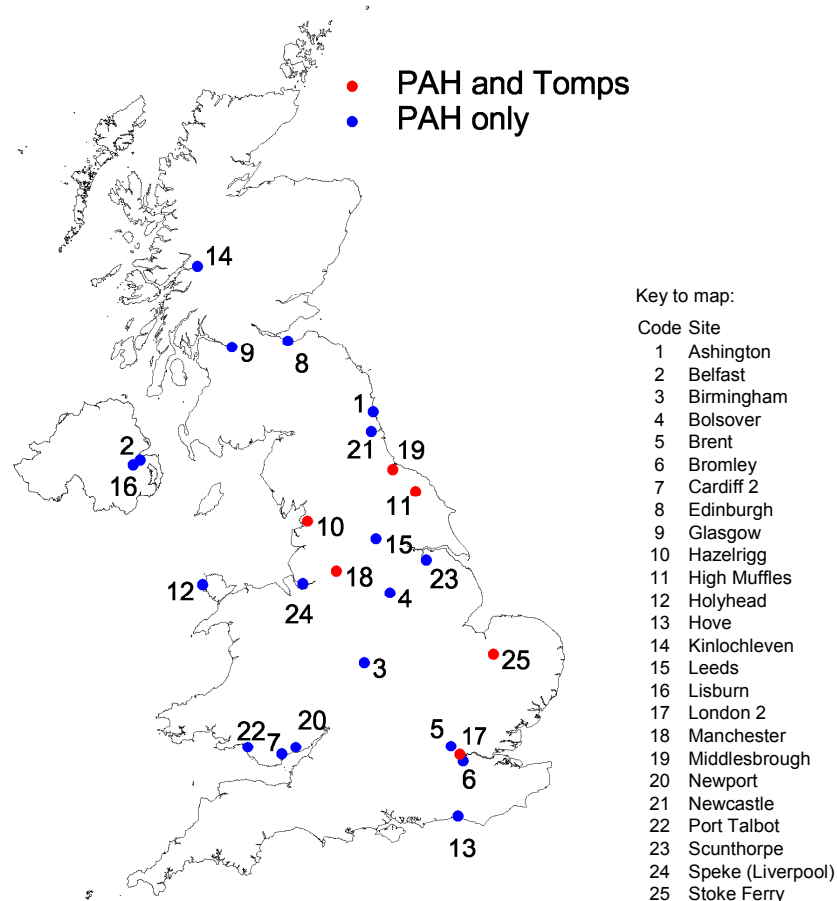 PAH and Tomps
PAH only
14
9
8
1
21
19
2
16
11
10
15
23
12
24
18
4
25
3
22
7
20
5
17
6
13
Key to map:
Code Site
1 Ashington
2 Belfast
3 Birmingham
4 Bolsover
5 Brent
6 Bromley
7 Cardiff 2
8 Edinburgh
9 Glasgow
10 Hazelrigg
11 High Muffles
12 Holyhead
13 Hove
14 Kinlochleven
15 Leeds
16 Lisburn
17 London 2
18 Manchester
19 Middlesbrough
20 Newport
21 Newcastle
22 Port Talbot
23 Scunthorpe
24 Speke (Liverpool)
25 Stoke Ferry